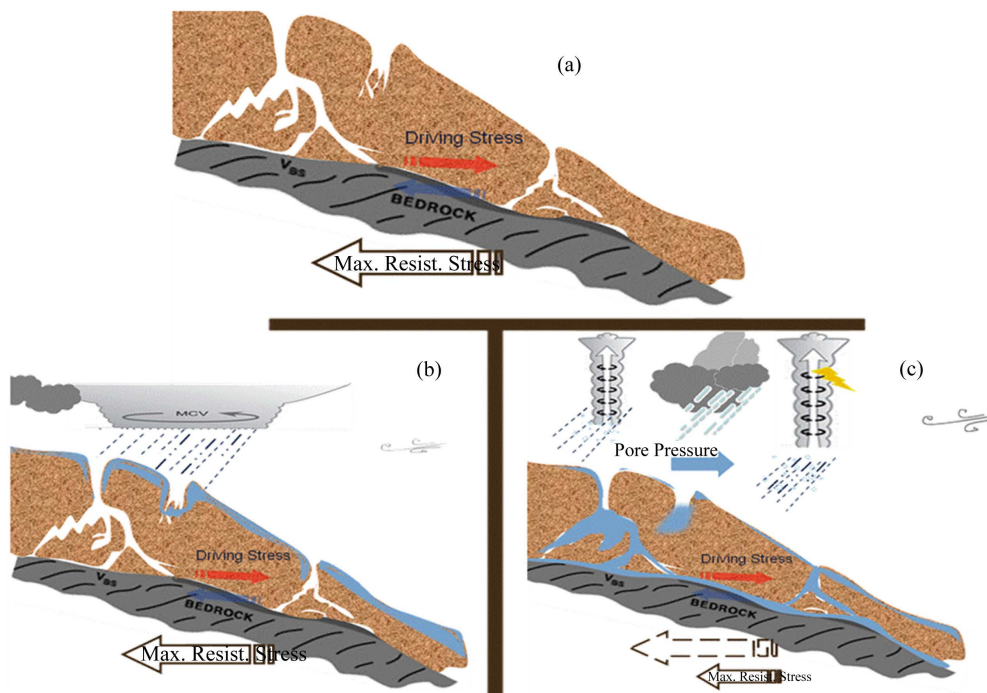 (a)
Driving Stress
VBS
BEDROCK
Max. Resist. Stress
(b)
MCV
Driving Stress
VBS
BEDROCK
Max. Resist. Stress
(c)
Pore Pressure
Driving Stress
VBS
BEDROCK
Max. Resist. Stress